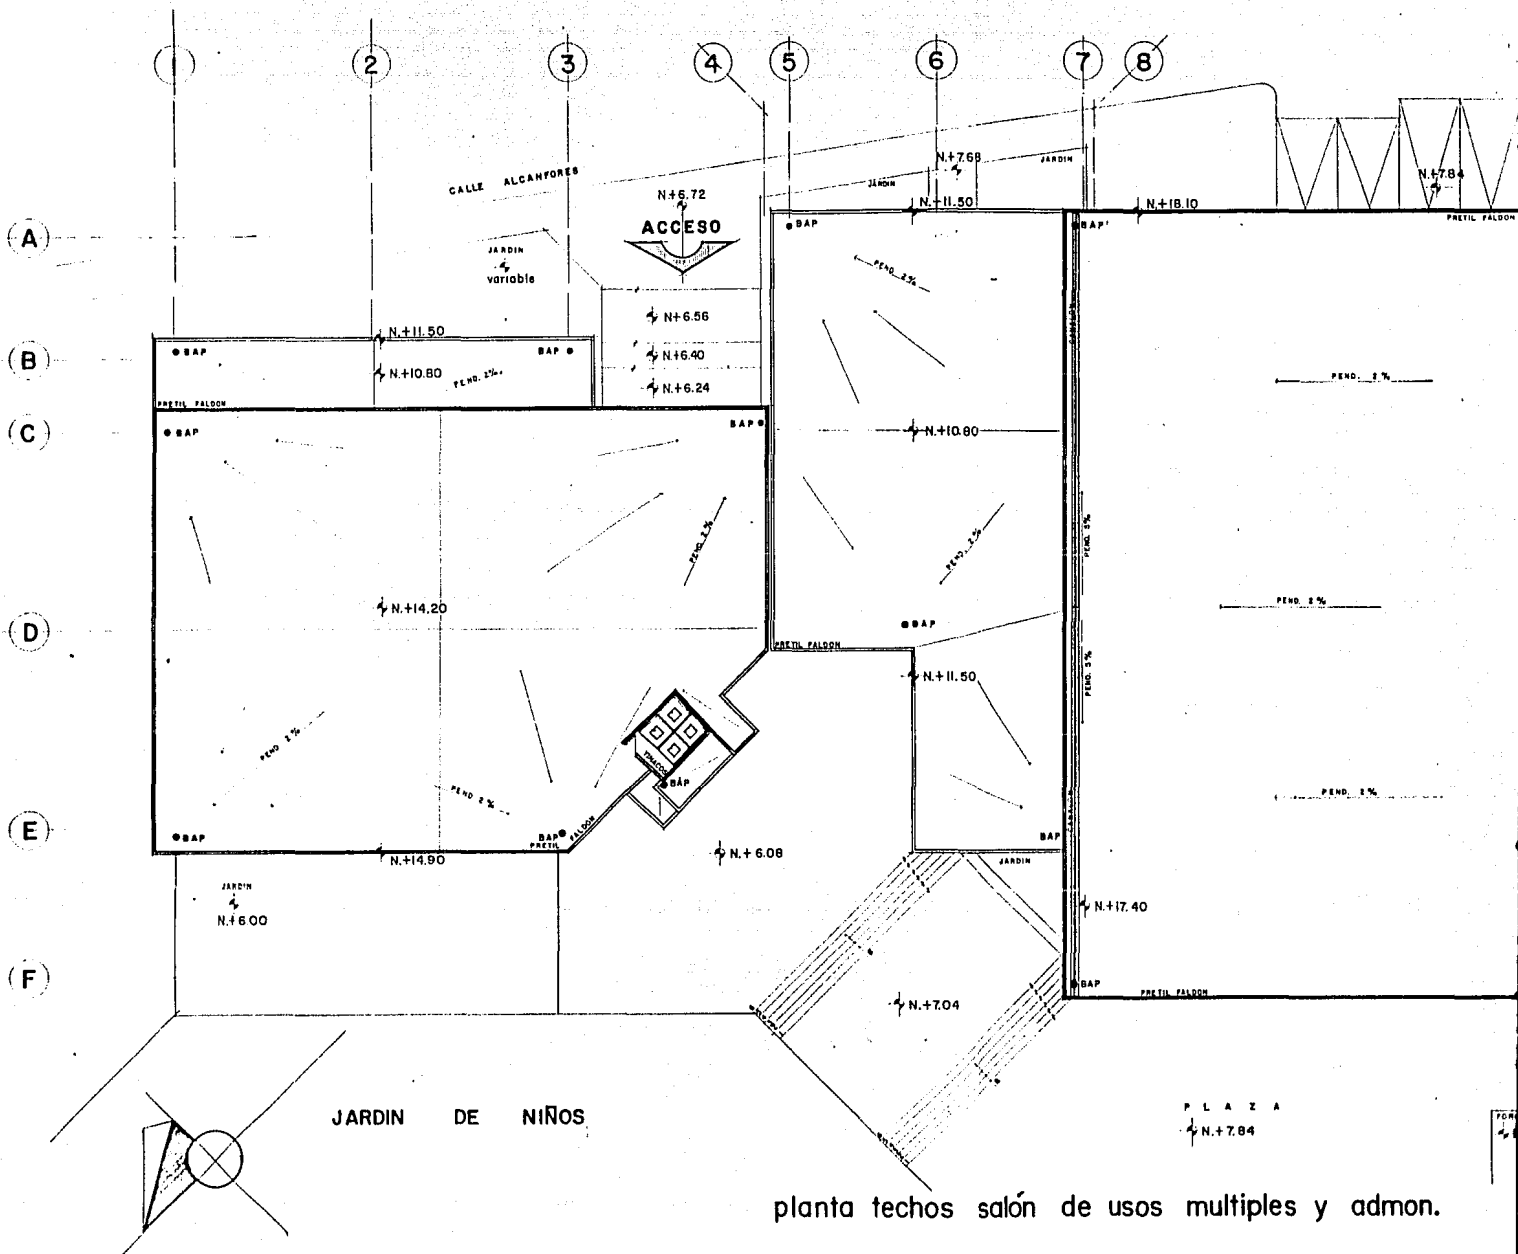 1 2 3 4 5 6 7 8
CALLE ALCANFORES
N.+7.68
JARDIN
JARDIN
N.+7.84
N+6.72
N.+11.50
N.+18.10
PRETIL FALDON
A
ACCESO
BAP
BAP'
JARDIN
variable
PEND. 2%
N+6.56
N.+11.50
B
BAP
BAP
N.+6.40
N.+10.80
PEND. 2%.
N.+6.24
PEND. 2%
PRETIL FALDON
C
BAP
BAP
N.+10.80
PEND. 2%
PEND. 2%
PEND. 5%
N.+14.20
PEND. 2%
D
BAP
PRETIL FALDON
N.+11.50
PEND. 5%
PEND 2%
TINACOS
BAP
PEND 2%
PEND. 2%
E
BAP
BAP
PRETIL
FALDON
BAP
N.+14.90
N.+6.08
JARDIN
JARDIN
N.+6.00
N.+17.40
F
BAP
PRETIL FALDON
N.+7.04
JARDIN DE NIÑOS
PLAZA
N.+7.84
planta techos salón de usos multiples y admon.